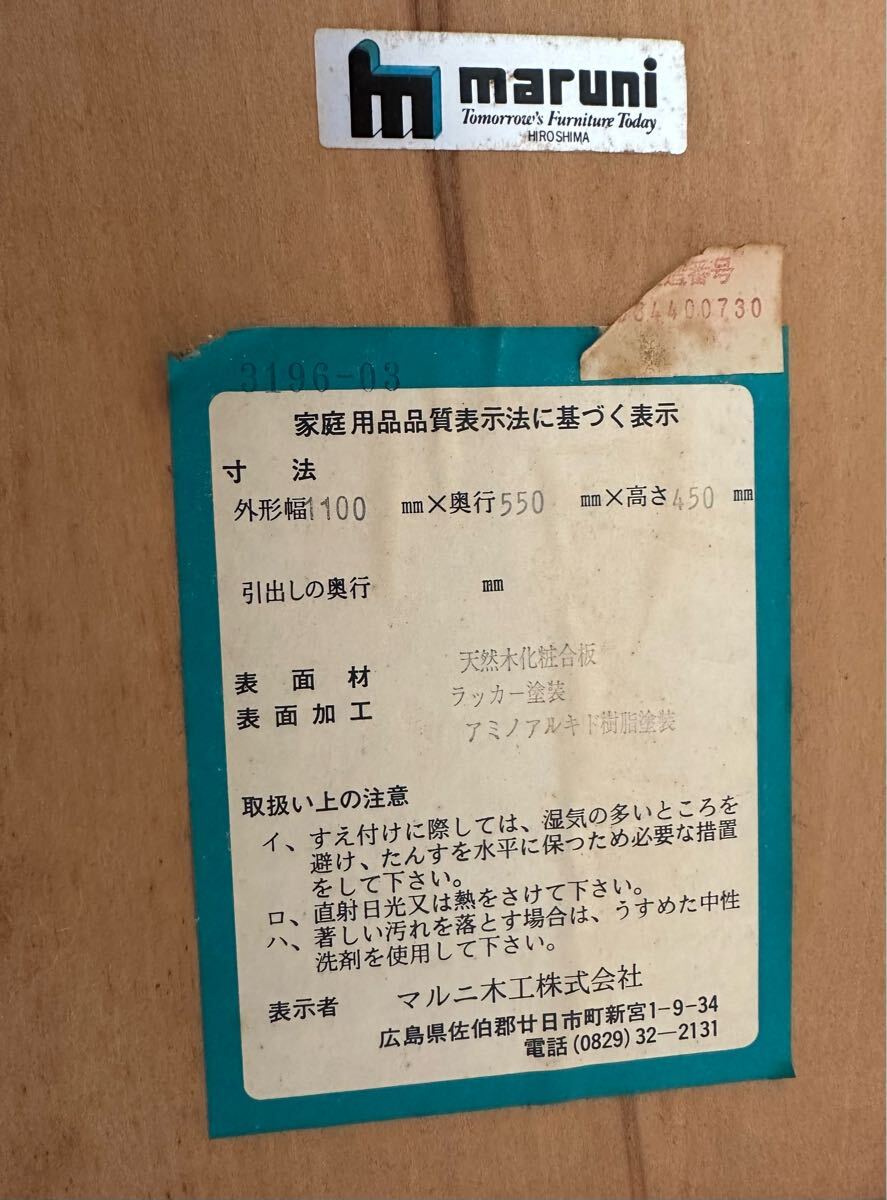 maruni
Tomorrow's Furniture Today
HIROSHIMA
番号
4400730
3196-03
家庭用品品質表示法に基づく表示
寸 法
外形幅1100 mm×奥行550 mm×高さ450 mm
引出しの奥行 mm
表面材 天然木化粧合板
表面加工 ラッカー塗装
アミノアルキド樹脂塗装
取扱い上の注意
イ、すえ付けに際しては、湿気の多いところを
避け、たんすを水平に保つため必要な措置
をして下さい。
ロ、直射日光又は熱をさけて下さい。
ハ、著しい汚れを落とす場合は、うすめた中性
洗剤を使用して下さい。
表示者 マルニ木工株式会社
広島県佐伯郡廿日市町新宮1-9-34
電話(0829)32-2131